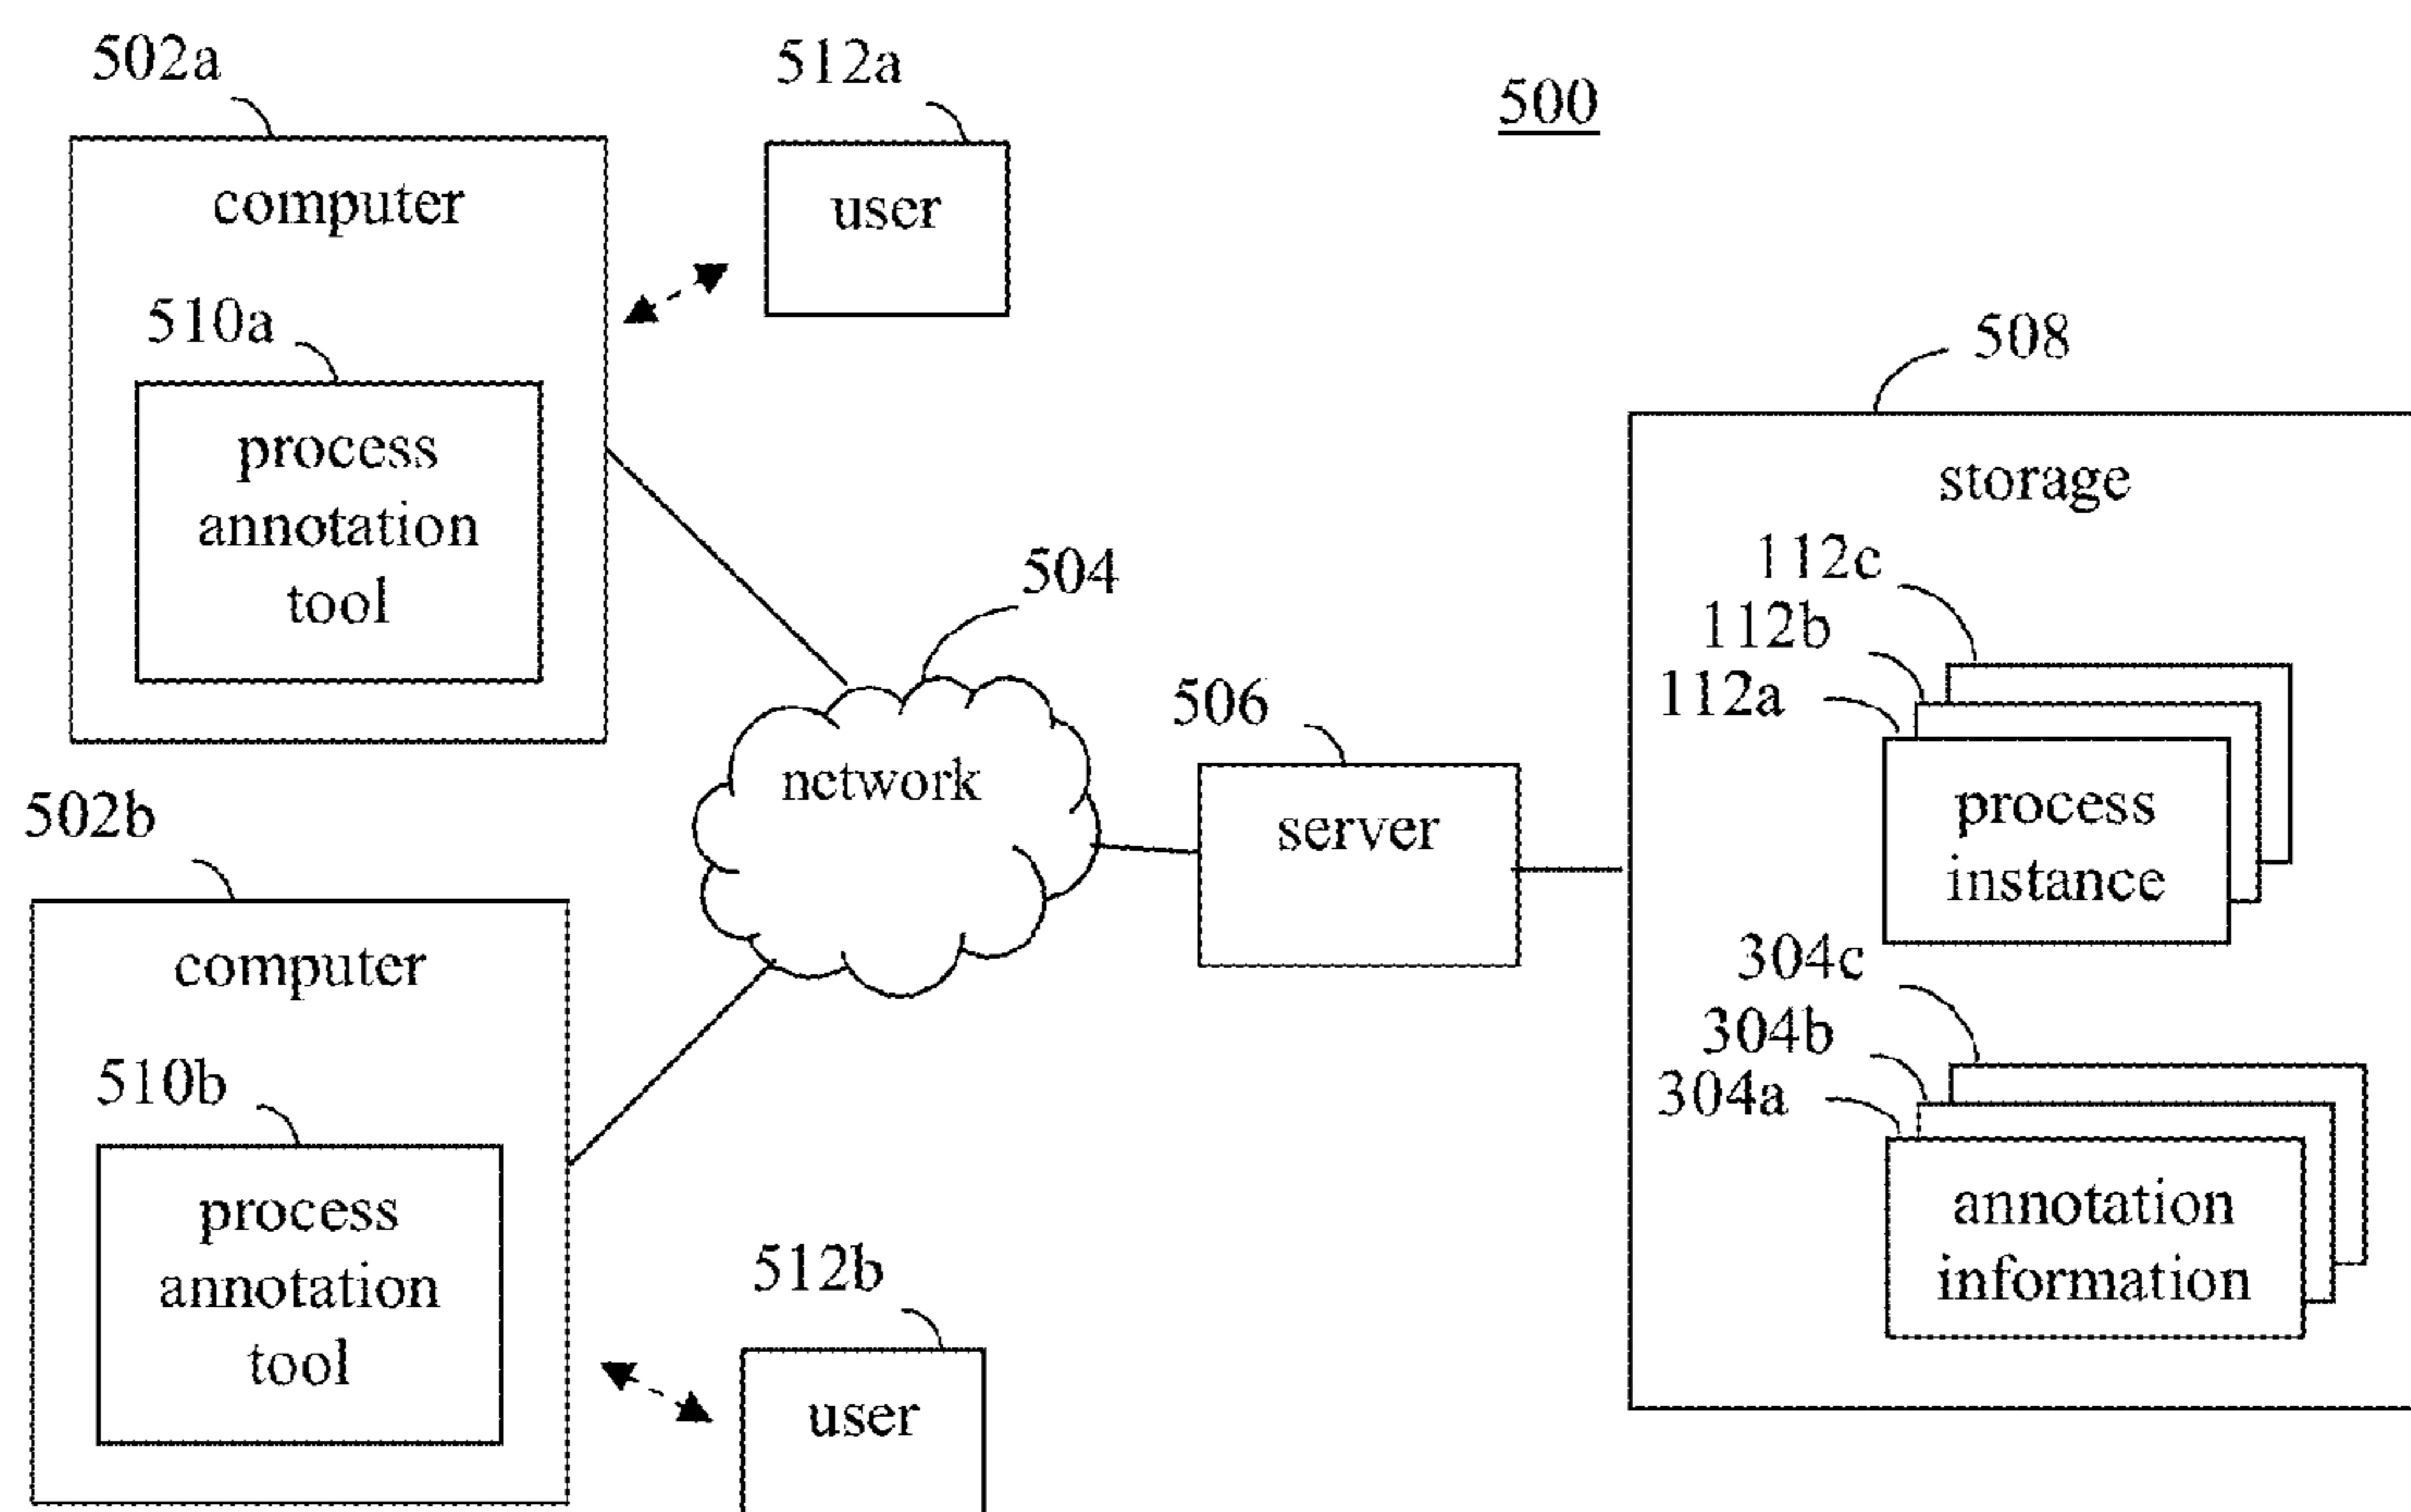 502a
512a
500
computer
user
510a
508
process
annotation
tool
storage
504
112c
112b
112a
506
network
process
instance
server
502b
computer
304c
304b
304a
510b
annotation
information
process
annotation
tool
512b
user